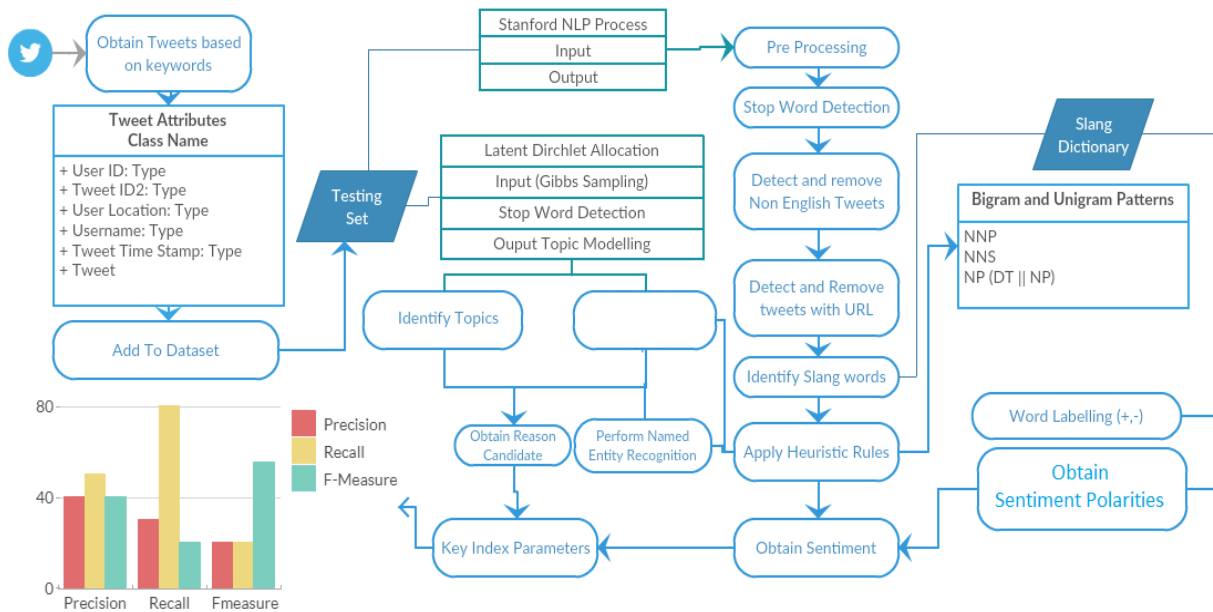 Obtain Tweets based
on keywords
Tweet Attributes
Class Name
+ User ID: Type
+ Tweet ID2: Type
+ User Location: Type
+ Username: Type
+ Tweet Time Stamp: Type
+ Tweet
Add To Dataset
Testing
Set
Stanford NLP Process
Input
Output
Latent Dirchlet Allocation
Input (Gibbs Sampling)
Stop Word Detection
Ouput Topic Modelling
Identify Topics
Obtain Reason
Candidate
Perform Named
Entity Recognition
Key Index Parameters
Pre Processing
Stop Word Detection
Detect and remove
Non English Tweets
Detect and Remove
tweets with URL
Identify Slang words
Apply Heuristic Rules
Obtain Sentiment
Slang
Dictionary
Bigram and Unigram Patterns
NNP
NNS
NP (DT || NP)
Word Labelling (+,-)
Obtain
Sentiment Polarities
80
40
0
Precision
Recall
Fmeasure
Precision
Recall
F-Measure